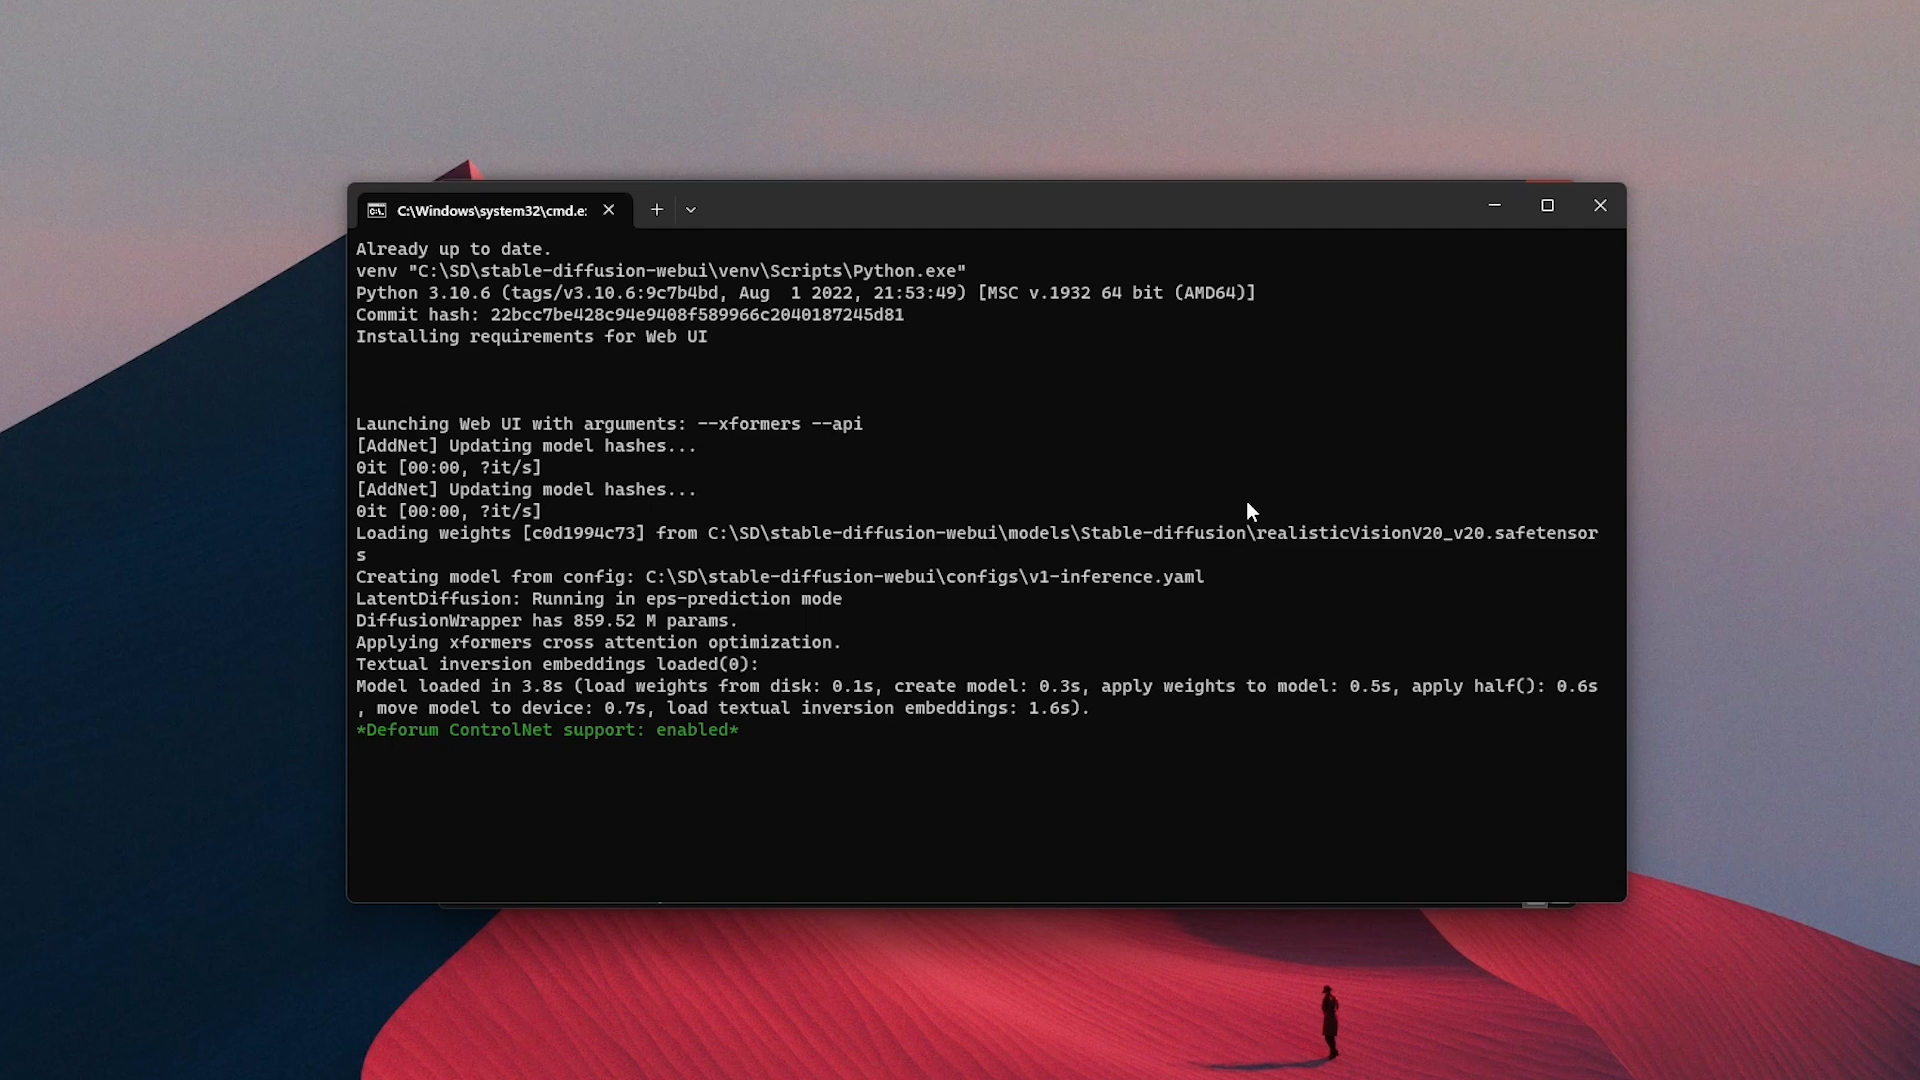 C:\Windows\system32\cmd.e:
Already up to date.
venv "C:\SD\stable-diffusion-webui\venv\Scripts\Python.exe"
Python 3.10.6 (tags/v3.10.6:9c7b4bd, Aug  1 2022, 21:53:49) [MSC v.1932 64 bit (AMD64)]
Commit hash: 22bcc7be428c94e9408f589966c2040187245d81
Installing requirements for Web UI
Launching Web UI with arguments: --xformers --api
[AddNet] Updating model hashes...
0it [00:00, ?it/s]
[AddNet] Updating model hashes...
0it [00:00, ?it/s]
Loading weights [c0d1994c73] from C:\SD\stable-diffusion-webui\models\Stable-diffusion\realisticVisionV20_v20.safetensor
s
Creating model from config: C:\SD\stable-diffusion-webui\configs\v1-inference.yaml
LatentDiffusion: Running in eps-prediction mode
DiffusionWrapper has 859.52 M params.
Applying xformers cross attention optimization.
Textual inversion embeddings loaded(0):
Model loaded in 3.8s (load weights from disk: 0.1s, create model: 0.3s, apply weights to model: 0.5s, apply half(): 0.6s
, move model to device: 0.7s, load textual inversion embeddings: 1.6s).
*Deforum ControlNet support: enabled*